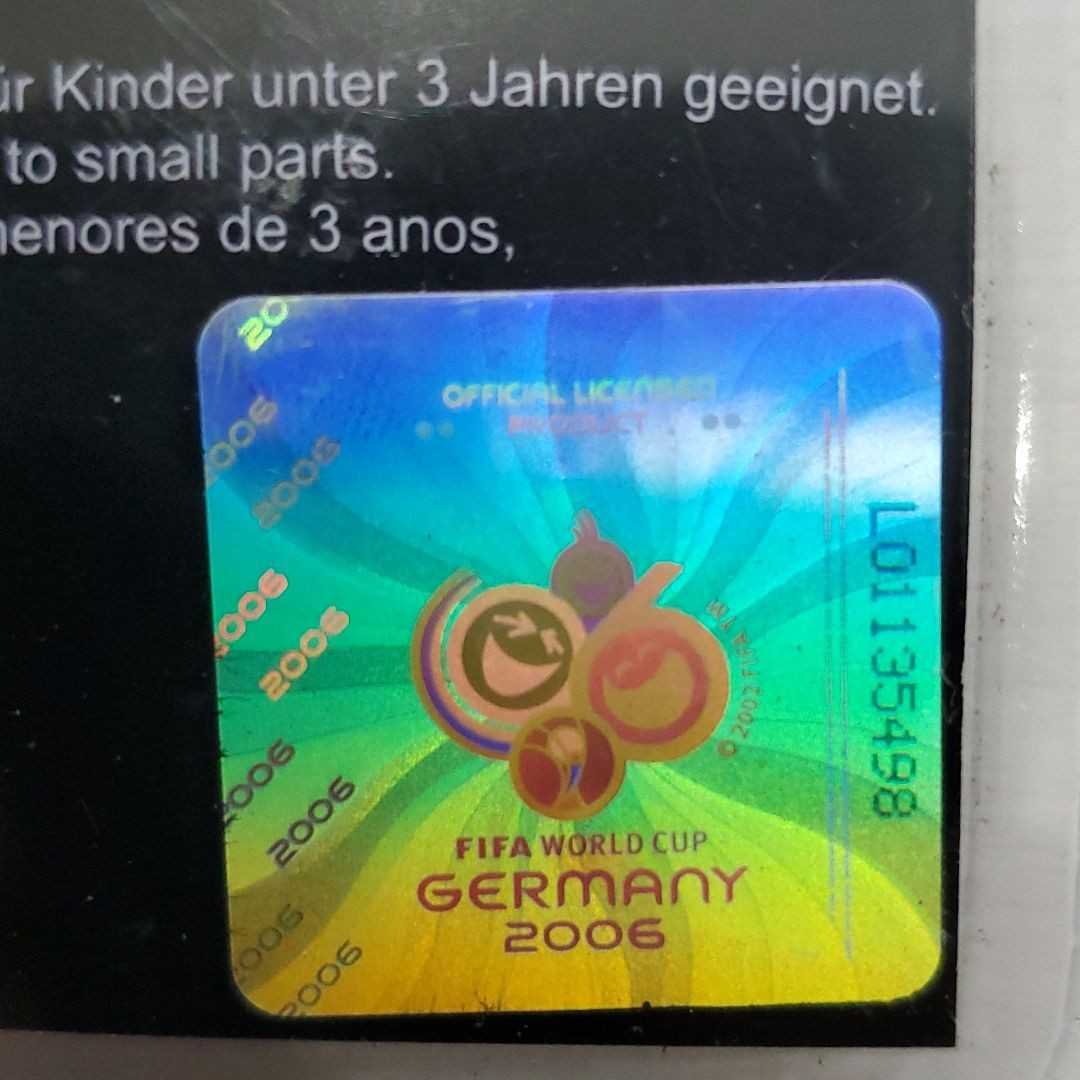 ür Kinder unter 3 Jahren geeignet.
to small parts.
menores de 3 anos,
20
OFFICIAL LICENSED
PRODUCT
2006
2006
2006
2006
2006
2006
2006
2006
© 2002 FIFA TM
L01135498
FIFA WORLD CUP
GERMANY
2006